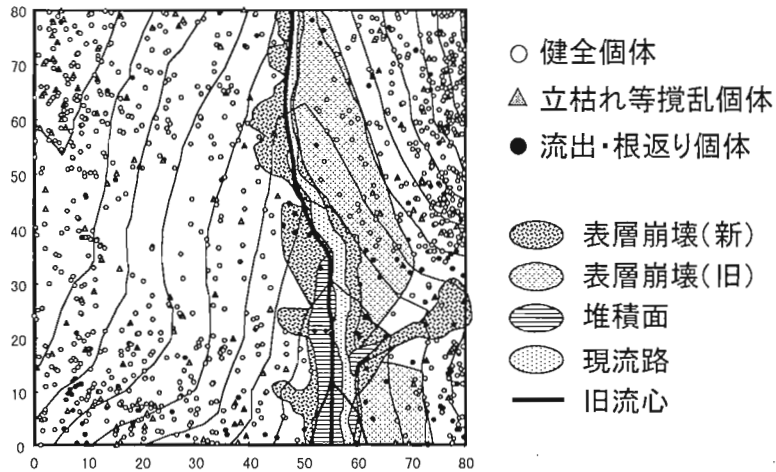 80
70
60
50
40
30
20
10
0
0 10 20 30 40 50 60 70 80
○ 健全個体
△ 立枯れ等撹乱個体
● 流出・根返り個体
表層崩壊(新)
表層崩壊(旧)
堆積面
現流路
旧流心